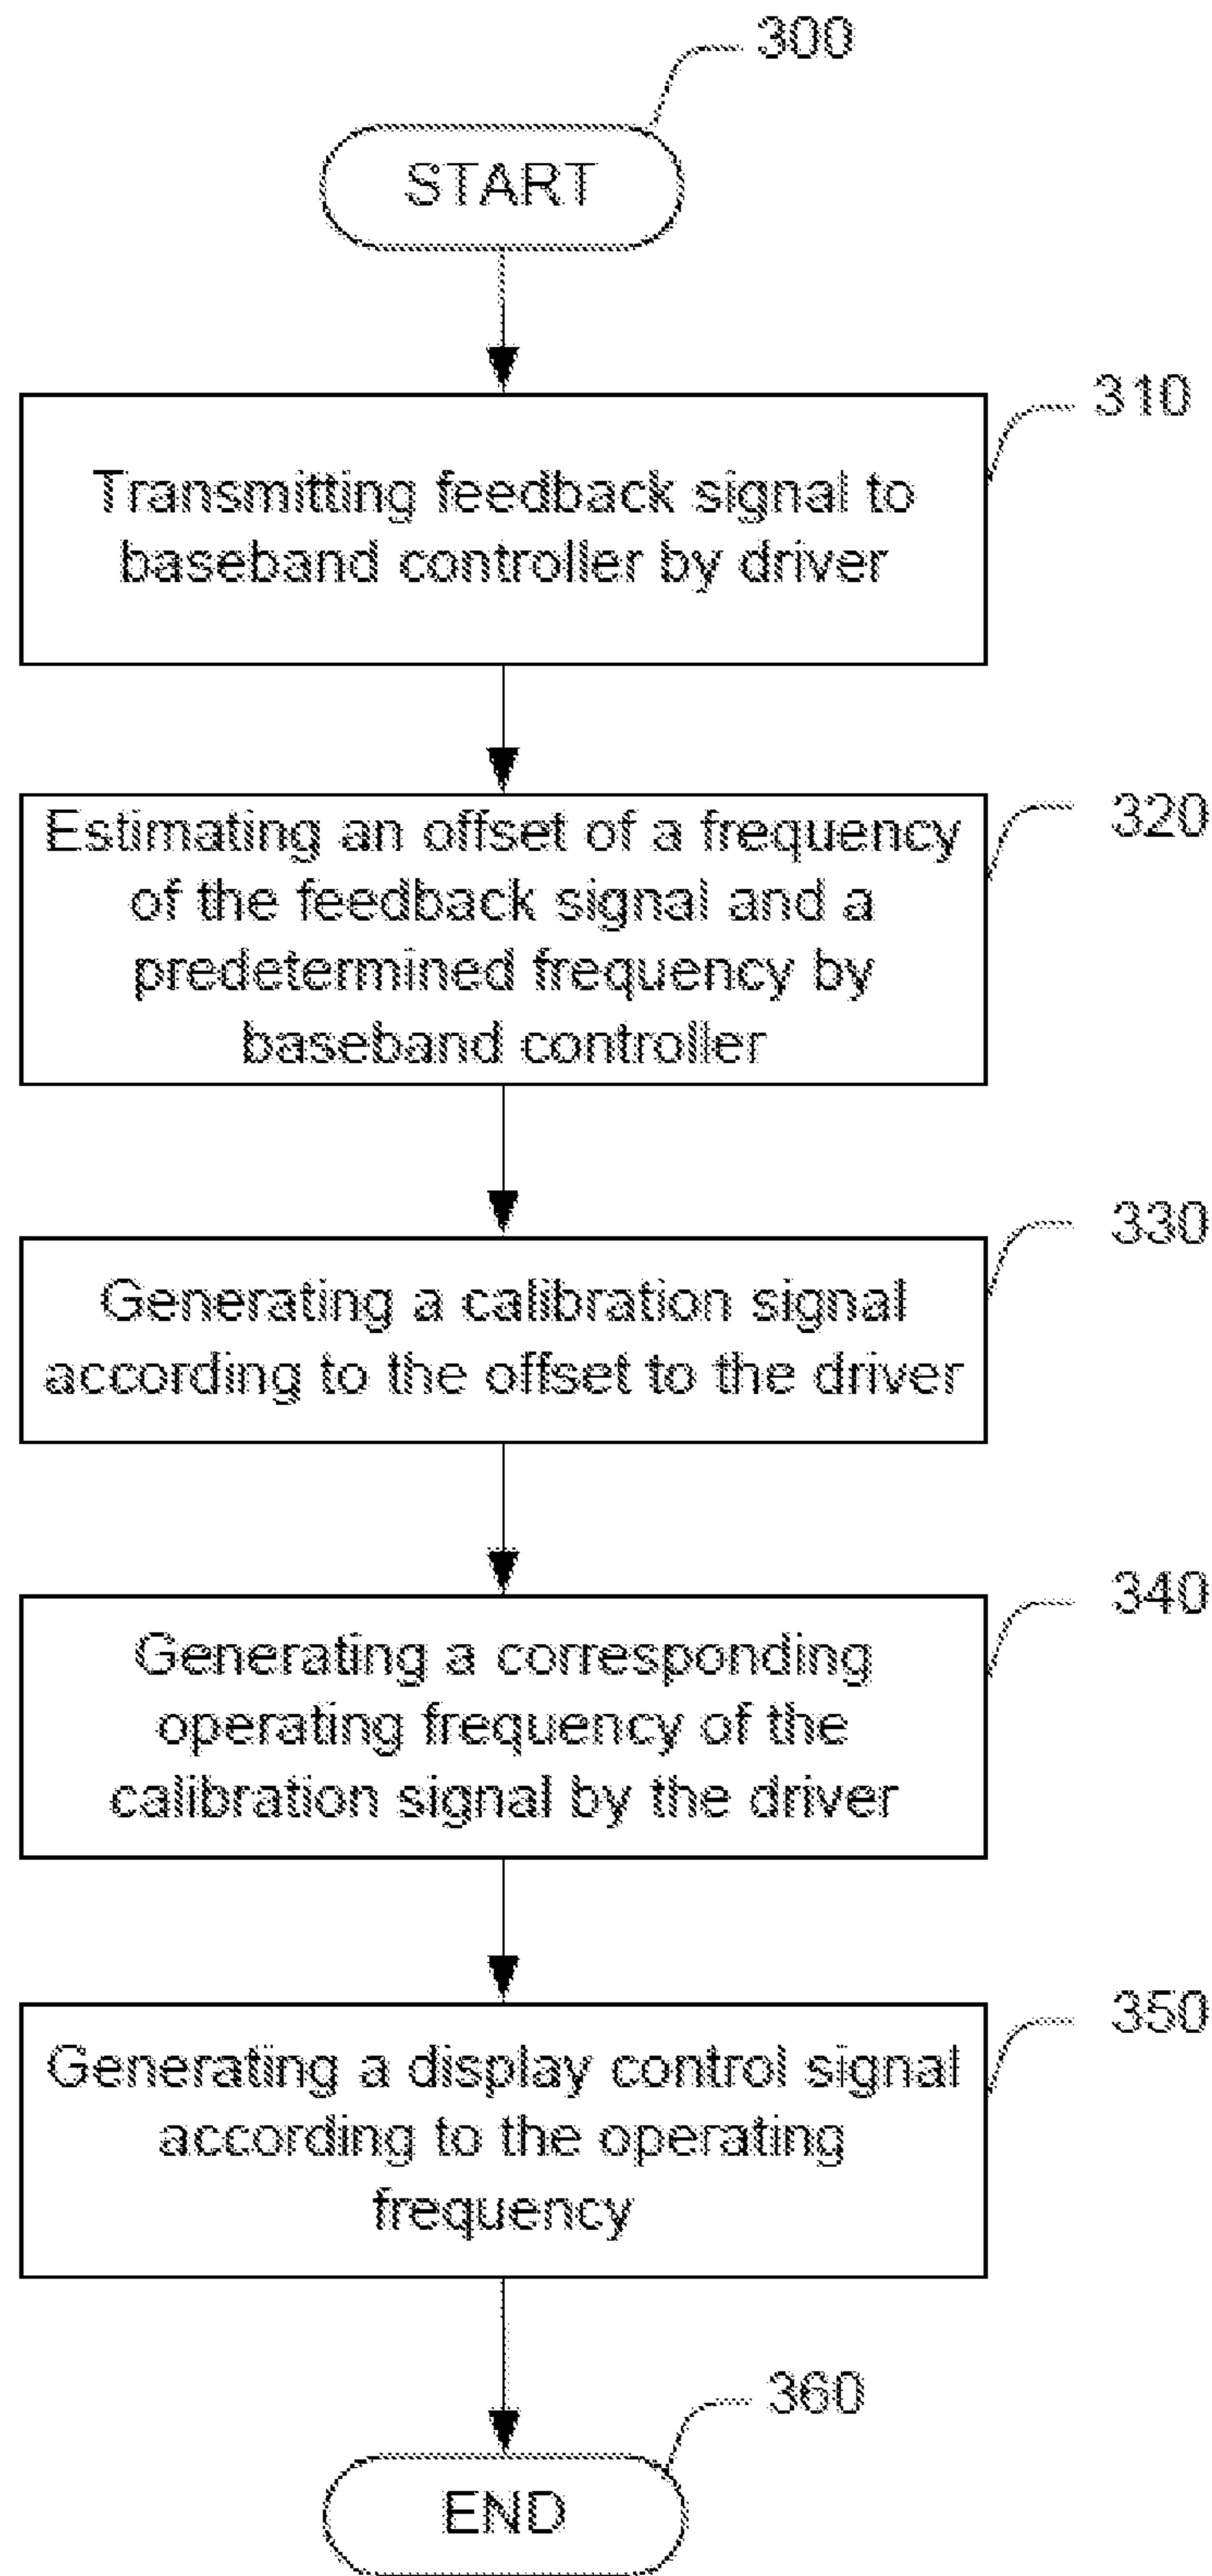 300
START
310
Transmitting feedback signal to
baseband controller by driver
320
Estimating an offset of a frequency
of the feedback signal and a
predetermined frequency by
baseband controller
330
Generating a calibration signal
according to the offset to the driver
340
Generating a corresponding
operating frequency of the
calibration signal by the driver
350
Generating a display control signal
according to the operating
frequency
360
END